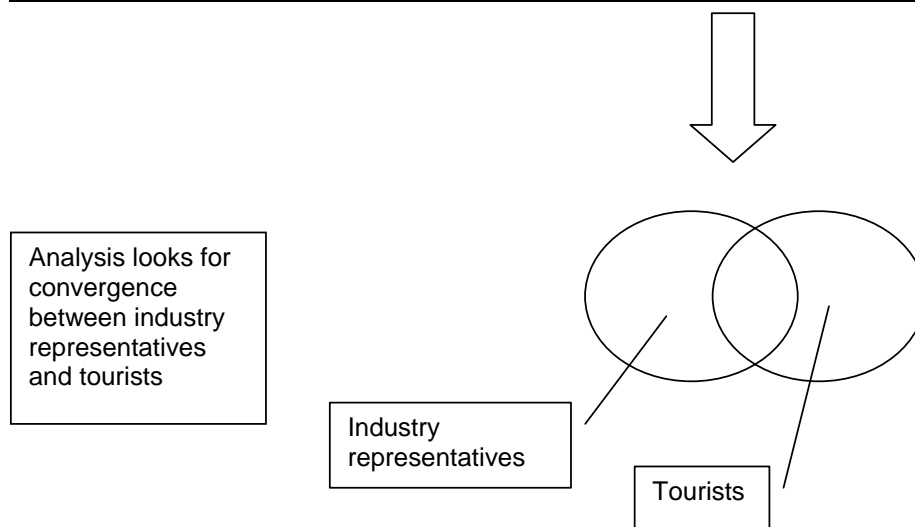 Analysis looks for
convergence
between industry
representatives
and tourists
Industry
representatives
Tourists